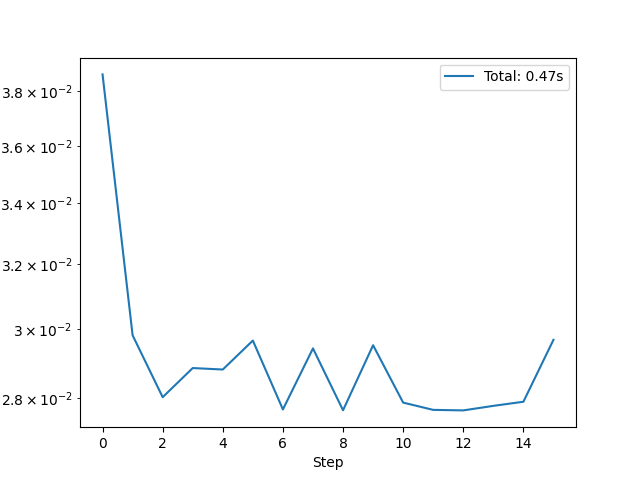 Total: 0.47s
3.8 × 10⁻²
3.6 × 10⁻²
3.4 × 10⁻²
3.2 × 10⁻²
3 × 10⁻²
2.8 × 10⁻²
0 2 4 6 8 10 12 14
Step